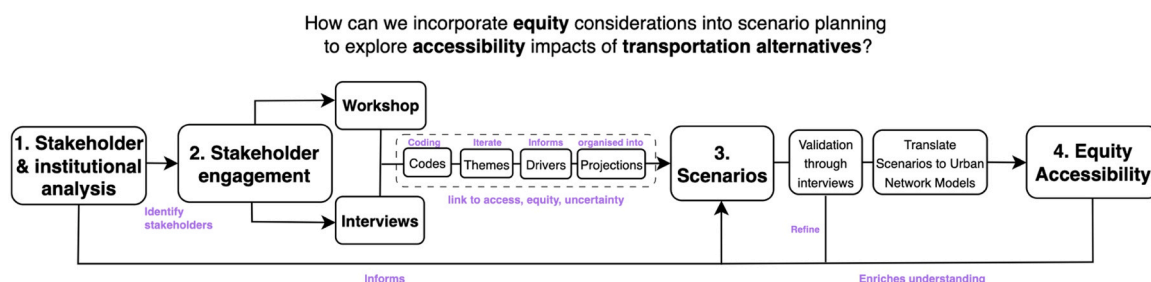 How can we incorporate equity considerations into scenario planning
to explore accessibility impacts of transportation alternatives?
1. Stakeholder
& institutional
analysis
Identify
stakeholders
2. Stakeholder
engagement
Workshop
Interviews
Coding
Codes
Iterate
Themes
Informs
Drivers
organised into
Projections
link to access, equity, uncertainty
3.
Scenarios
Validation
through
interviews
Translate
Scenarios to Urban
Network Models
4. Equity
Accessibility
Refine
Informs
Enriches understanding